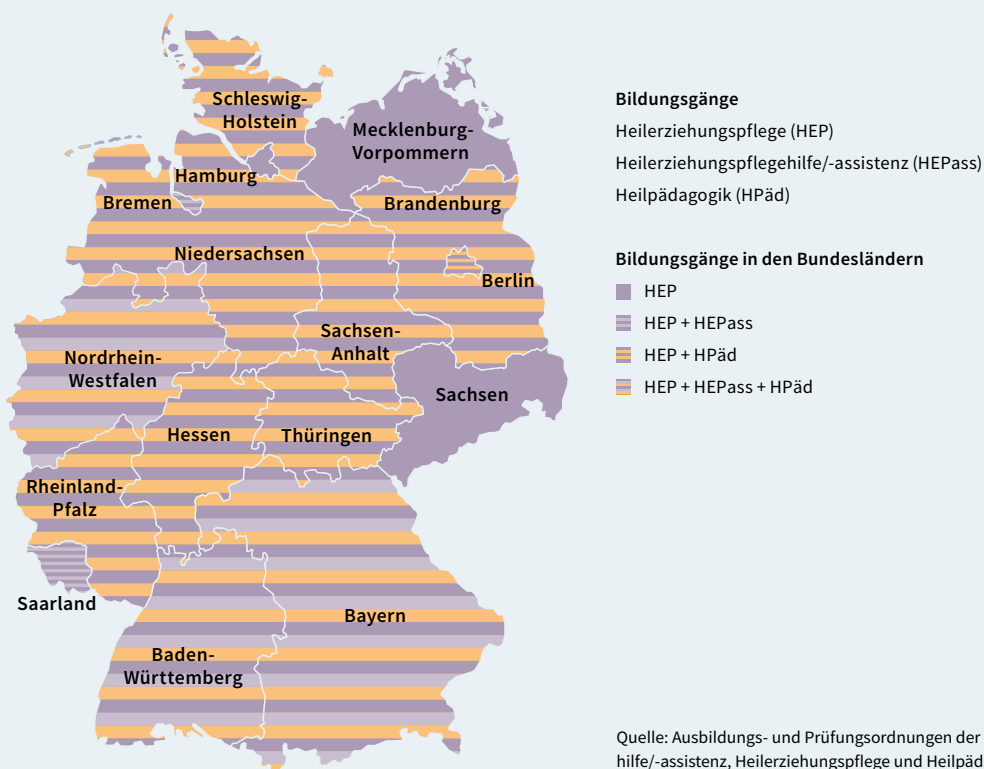 Schleswig-
Holstein
Mecklenburg-
Vorpommern
Hamburg
Bremen
Brandenburg
Niedersachsen
Berlin
Sachsen-
Anhalt
Nordrhein-
Westfalen
Sachsen
Hessen
Thüringen
Rheinland-
Pfalz
Saarland
Bayern
Baden-
Württemberg
Bildungsgänge
Heilerziehungspflege (HEP)
Heilerziehungspflegehilfe/-assistenz (HEPass)
Heilpädagogik (HPäd)
Bildungsgänge in den Bundesländern
HEP
HEP + HEPass
HEP + HPäd
HEP + HEPass + HPäd
Quelle: Ausbildungs- und Prüfungsordnungen der
hilfe/-assistenz, Heilerziehungspflege und Heilpäd